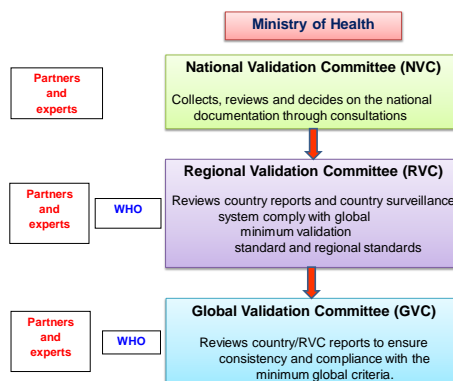 Ministry of Health
Partners
and
experts
National Validation Committee (NVC)
Collects, reviews and decides on the national
documentation through consultations
Partners
and
experts
WHO
Regional Validation Committee (RVC)
Reviews country reports and country surveillance
system comply with global
minimum validation
standard and regional standards
Partners
and
experts
WHO
Global Validation Committee (GVC)
Reviews country/RVC reports to ensure
consistency and compliance with the
minimum global criteria.